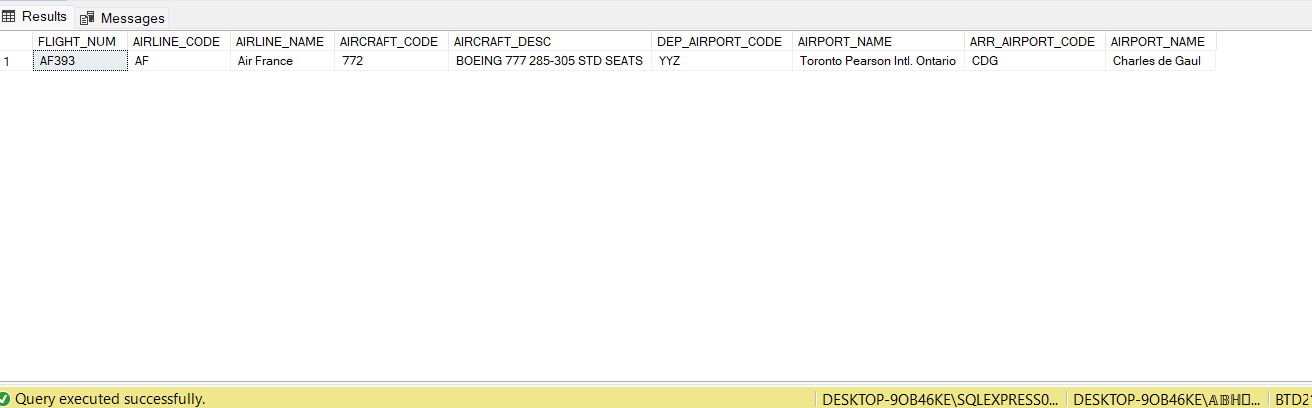 Results Messages
FLIGHT_NUM AIRLINE_CODE AIRLINE_NAME AIRCRAFT_CODE AIRCRAFT_DESC DEP_AIRPORT_CODE AIRPORT_NAME ARR_AIRPORT_CODE AIRPORT_NAME
1 AF393 AF Air France 772 BOEING 777 285-305 STD SEATS YYZ Toronto Pearson Intl. Ontario CDG Charles de Gaul
Query executed successfully. DESKTOP-9OB46KE\SQLEXPRESS0... DESKTOP-9OB46KE\𝔸𝔹ℍ▯... BTD2